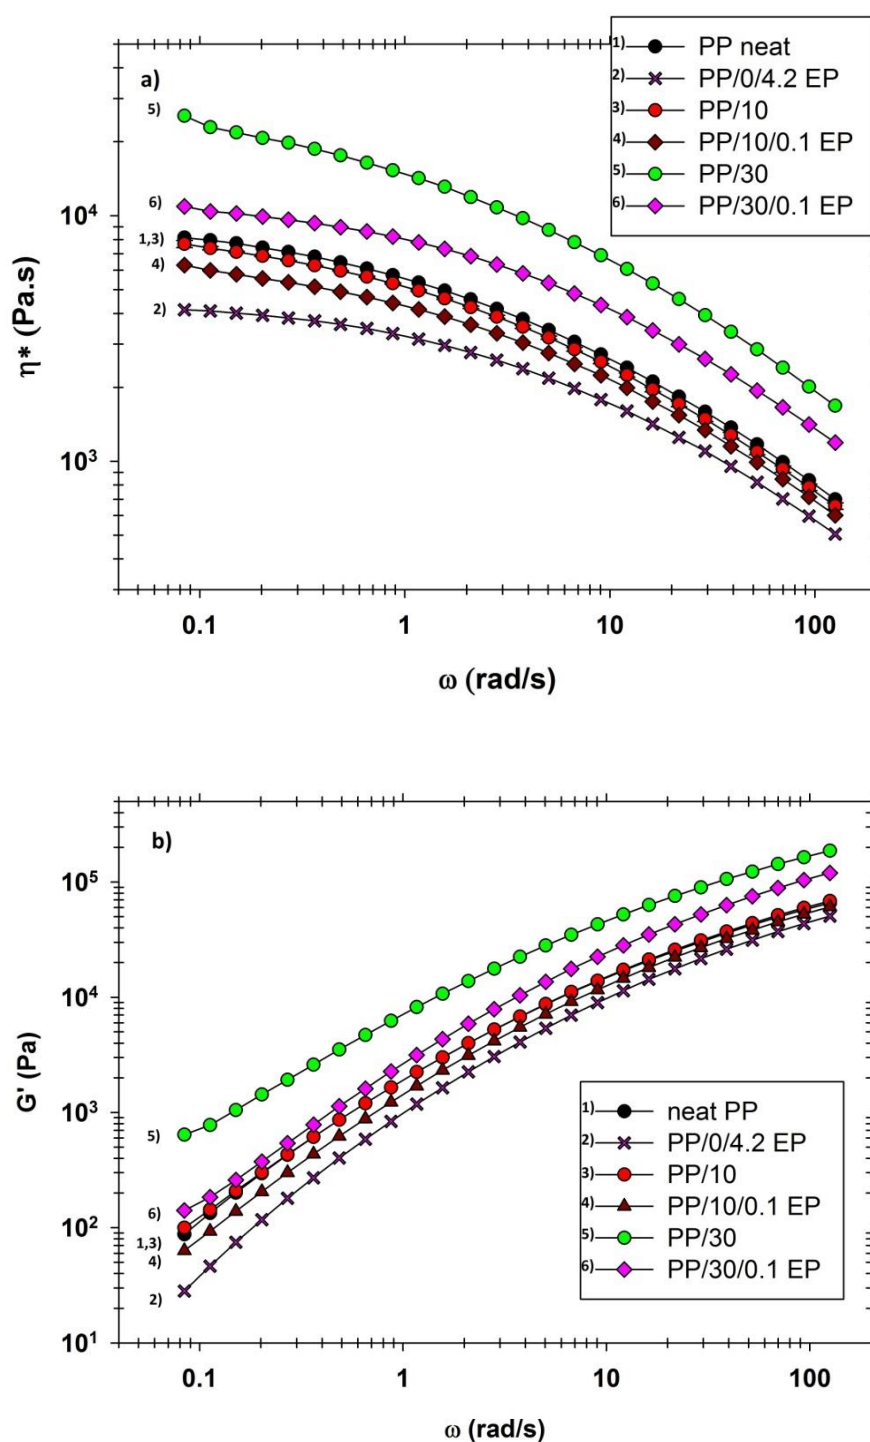 a)
1) PP neat
2) PP/0/4.2 EP
3) PP/10
4) PP/10/0.1 EP
5) PP/30
6) PP/30/0.1 EP
5)
6)
1,3)
4)
2)
10⁴
10³
η* (Pa.s)
0.1 1 10 100
ω (rad/s)
b)
10⁵
10⁴
10³
10²
10¹
G' (Pa)
5)
6)
1,3)
4)
2)
1) neat PP
2) PP/0/4.2 EP
3) PP/10
4) PP/10/0.1 EP
5) PP/30
6) PP/30/0.1 EP
0.1 1 10 100
ω (rad/s)